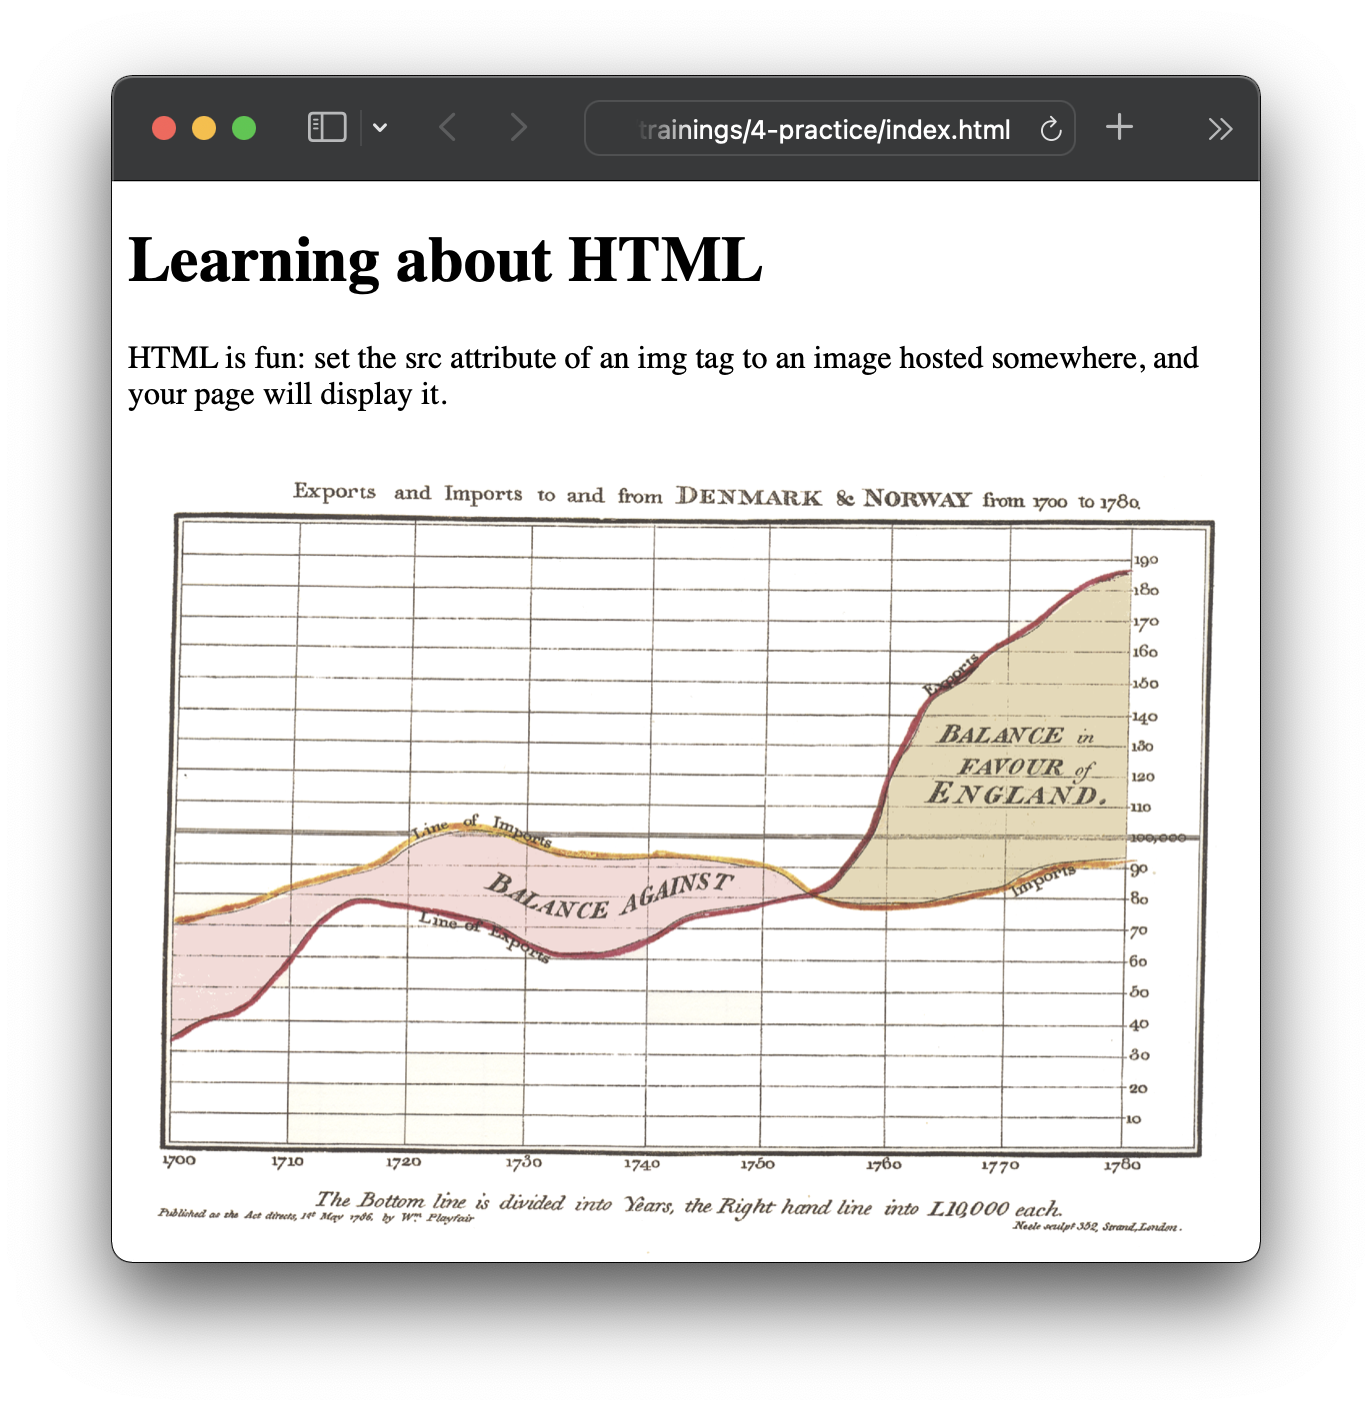 trainings/4-practice/index.html
Learning about HTML
HTML is fun: set the src attribute of an img tag to an image hosted somewhere, and
your page will display it.
Exports and Imports to and from DENMARK & NORWAY from 1700 to 1780.
190
180
170
160
150
140
130
120
110
100,000
90
80
70
60
50
40
30
20
10
Exports
BALANCE in
FAVOUR of
ENGLAND.
Line of Imports
BALANCE AGAINST
Line of Exports
Imports
1700 1710 1720 1730 1740 1750 1760 1770 1780
The Bottom line is divided into Years, the Right hand line into L10,000 each.
Published as the Act directs, 1st May 1786, by Wm Playfair
Neele sculpt 352, Strand, London.